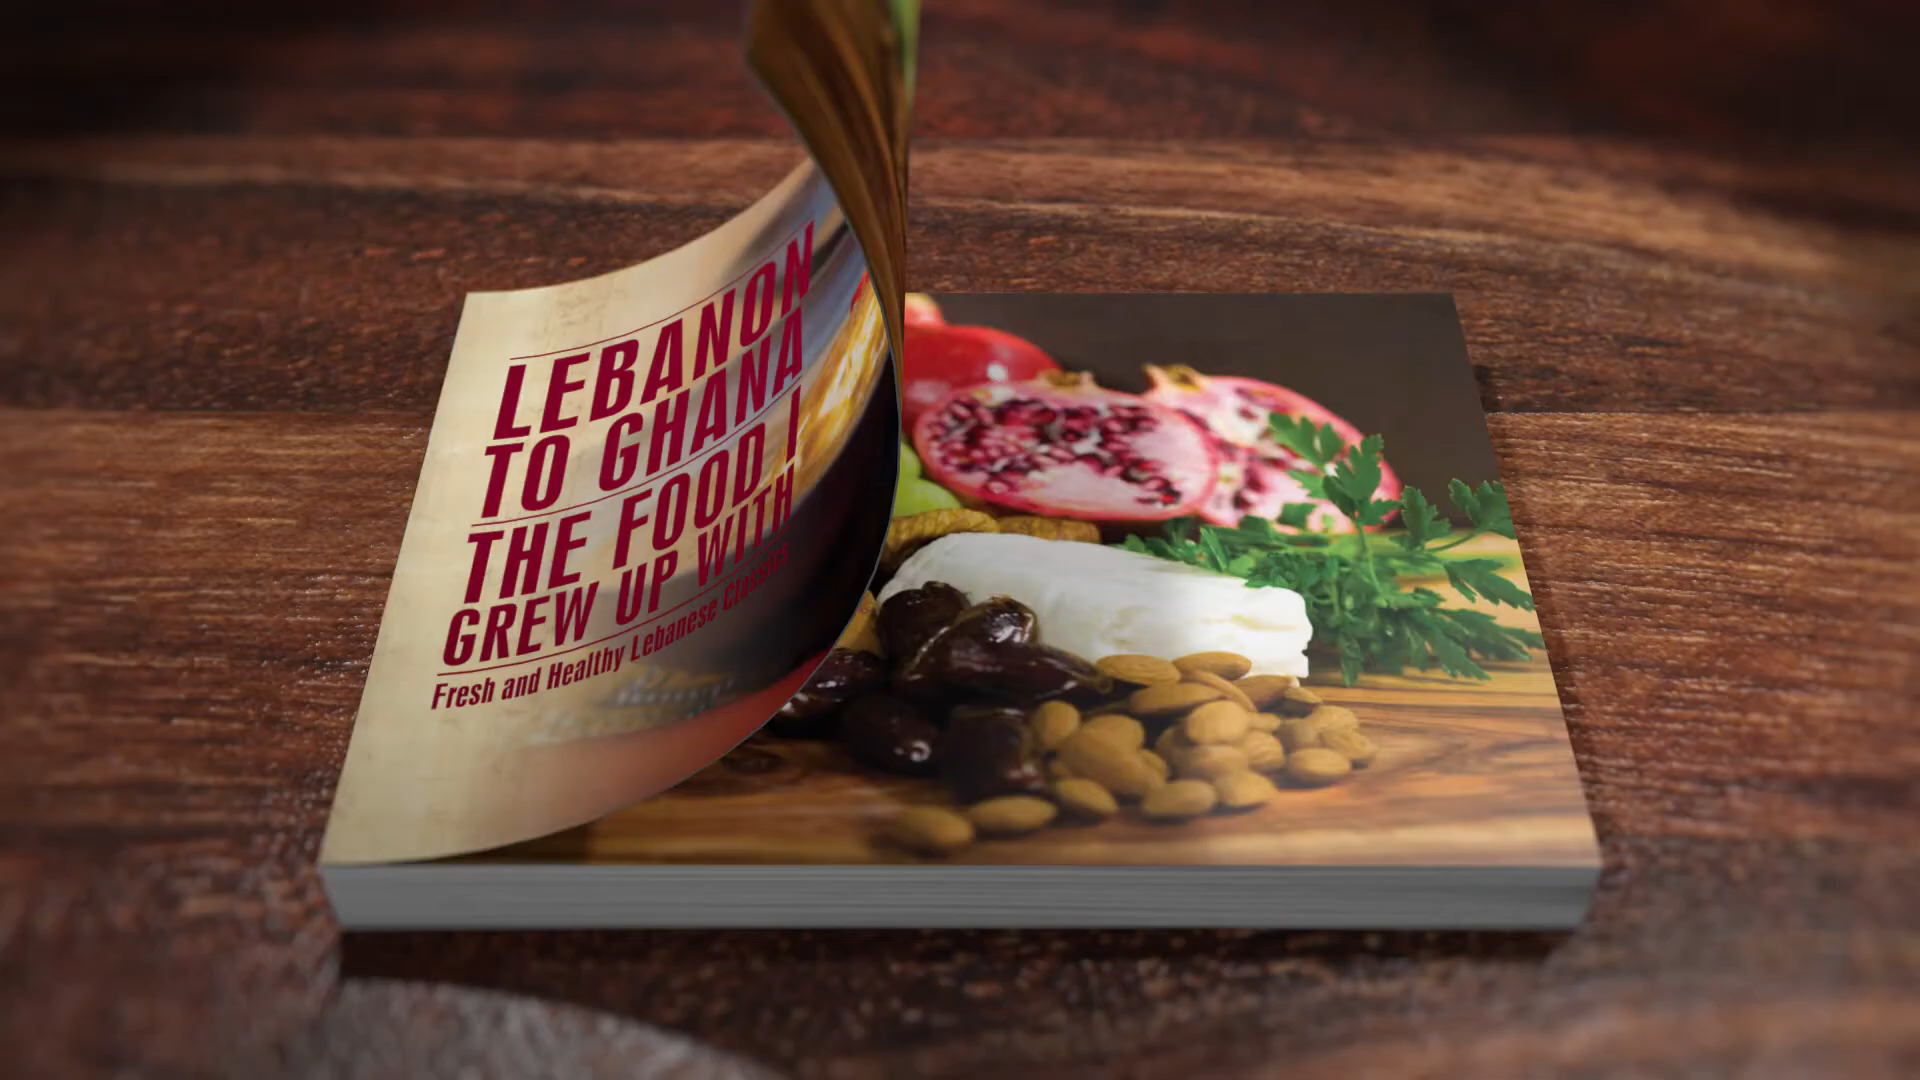 LEBANON
TO GHANA
THE FOOD I
GREW UP WITH
Fresh and Healthy Lebanese Classics